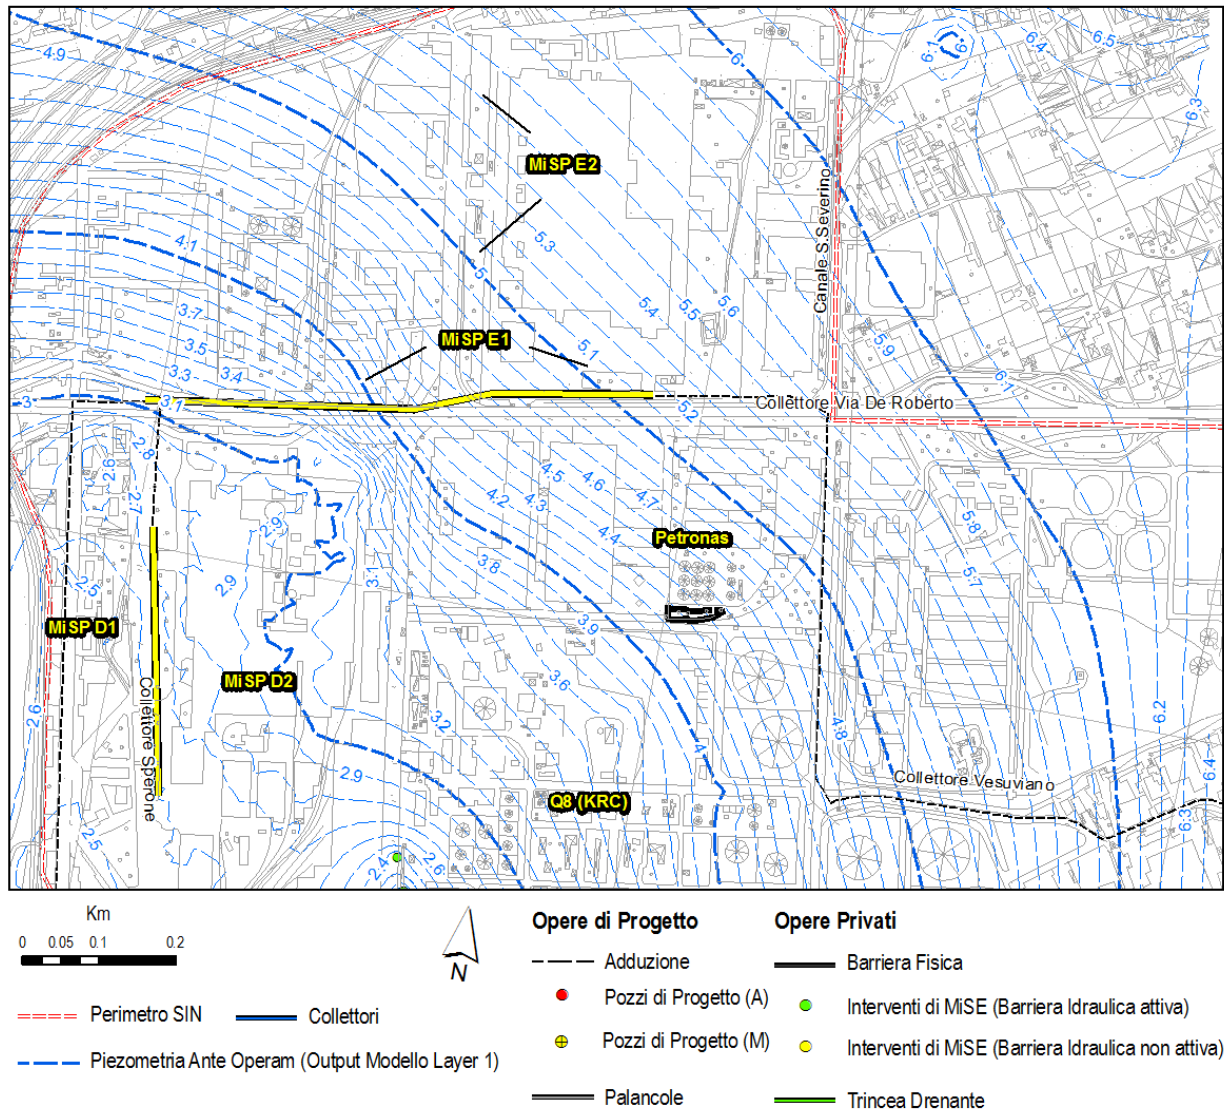 4.9
6
6.1
6
6.4
6.5
6.3
MiSP E2
Canale S.Severino
4.1
5.3
5
3.7
5.4
5.5
5.6
3.5
MiSP E1
5.1
5.9
3.3
3.4
6.1
3
3.1
5.2
Collettore Via De Roberto
2.8
2.6
2.7
4.5
4.6
4.2
4.3
4.7
2.9
4.4
Petronas
5.8
3.8
3.1
2.5
2.9
5.7
MiSP D1
3.9
MiSP D2
Collettore Sperone
3.6
2.6
3.2
6.2
4.8
4
2.9
Collettore Vesuviano
6.4
Q8 (KRC)
6.3
2.5
2.4
2.6
Km
0 0.05 0.1 0.2
N
Opere di Progetto
Opere Privati
Adduzione
Barriera Fisica
Pozzi di Progetto (A)
Interventi di MiSE (Barriera Idraulica attiva)
Perimetro SIN
Collettori
Pozzi di Progetto (M)
Interventi di MiSE (Barriera Idraulica non attiva)
Piezometria Ante Operam (Output Modello Layer 1)
Palancole
Trincea Drenante